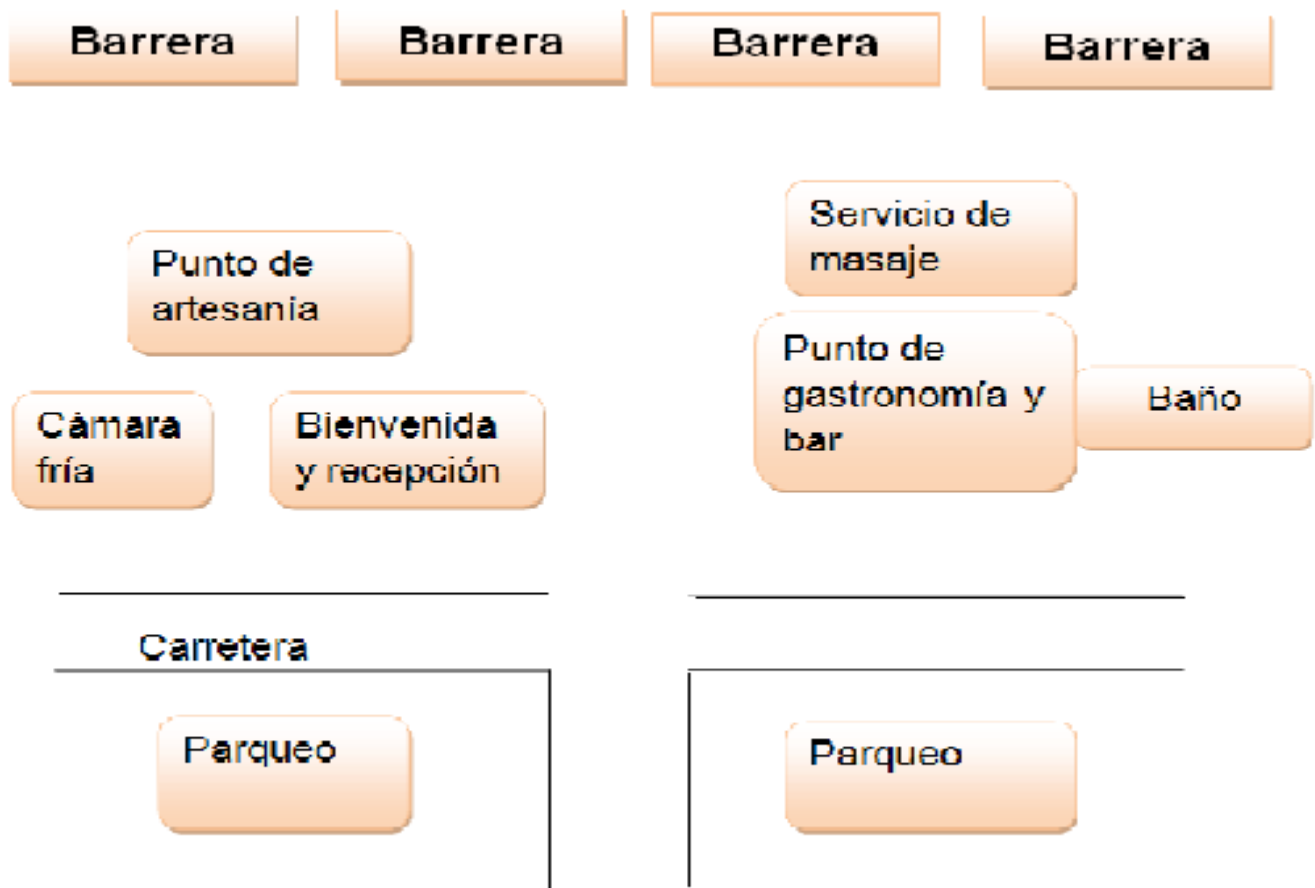 Barrera
Barrera
Barrera
Barrera
Servicio de
masaje
Punto de
artesanía
Punto de
gastronomía y
bar
Baño
Cámara
fría
Bienvenida
y recepción
Carretera
Parqueo
Parqueo